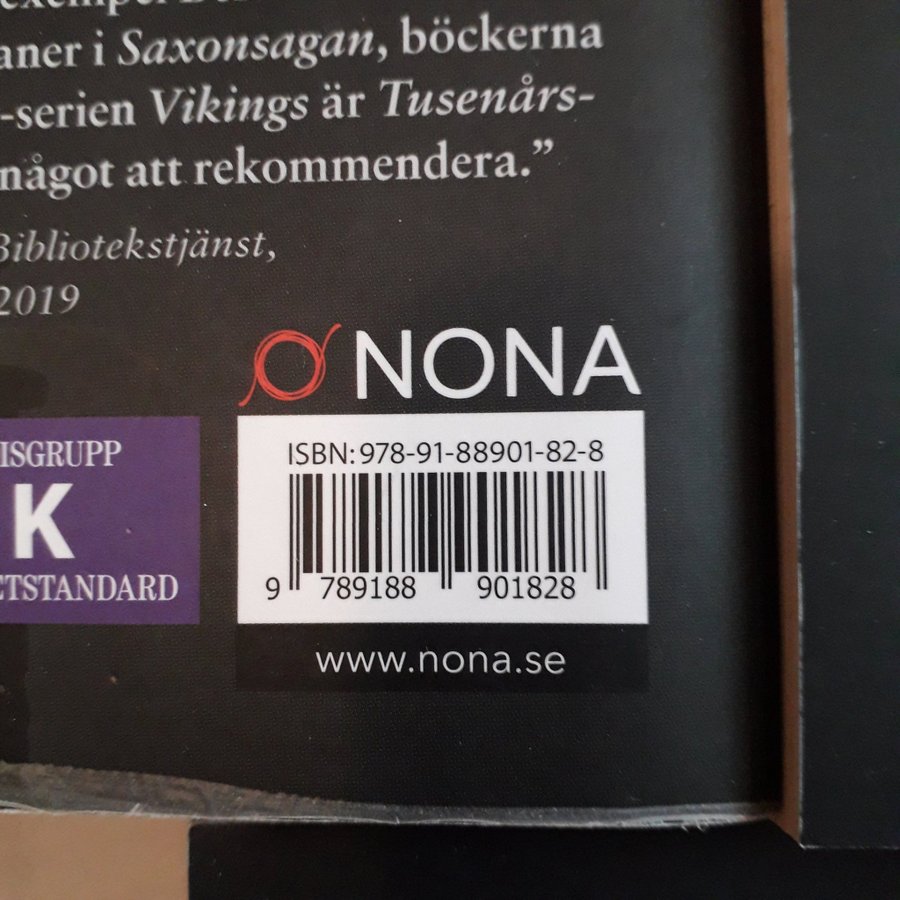 aner i Saxonsagan, böckerna
-serien Vikings är Tusenårs-
något att rekommendera.”
Bibliotekstjänst,
2019
NONA
ISBN: 978-91-88901-82-8
9 789188 901828
www.nona.se
ISGRUPP
K
ETSTANDARD